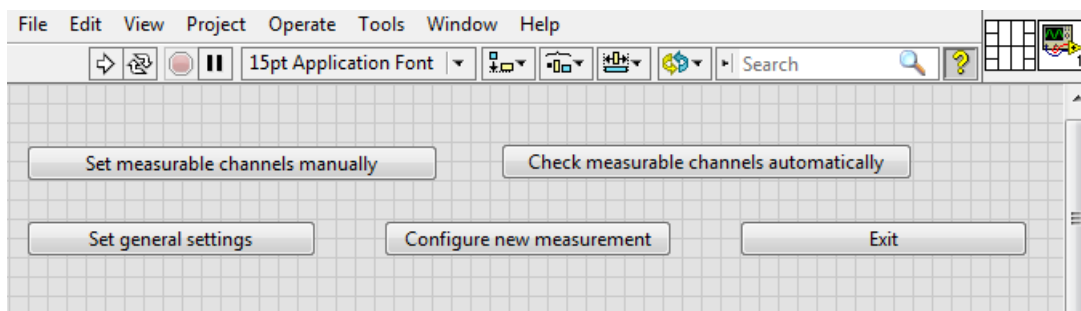 File Edit View Project Operate Tools Window Help
15pt Application Font Search ?
Set measurable channels manually Check measurable channels automatically
Set general settings Configure new measurement Exit